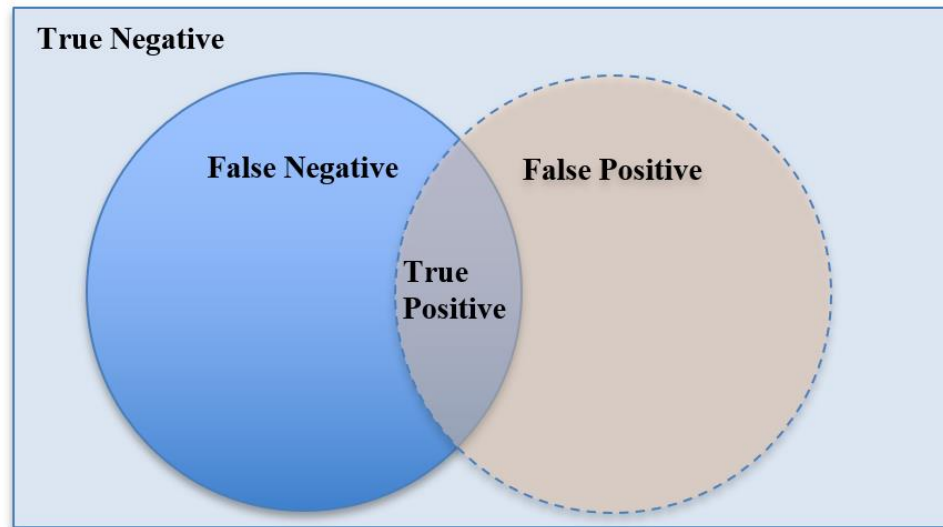 True Negative
False Negative
False Positive
True
Positive